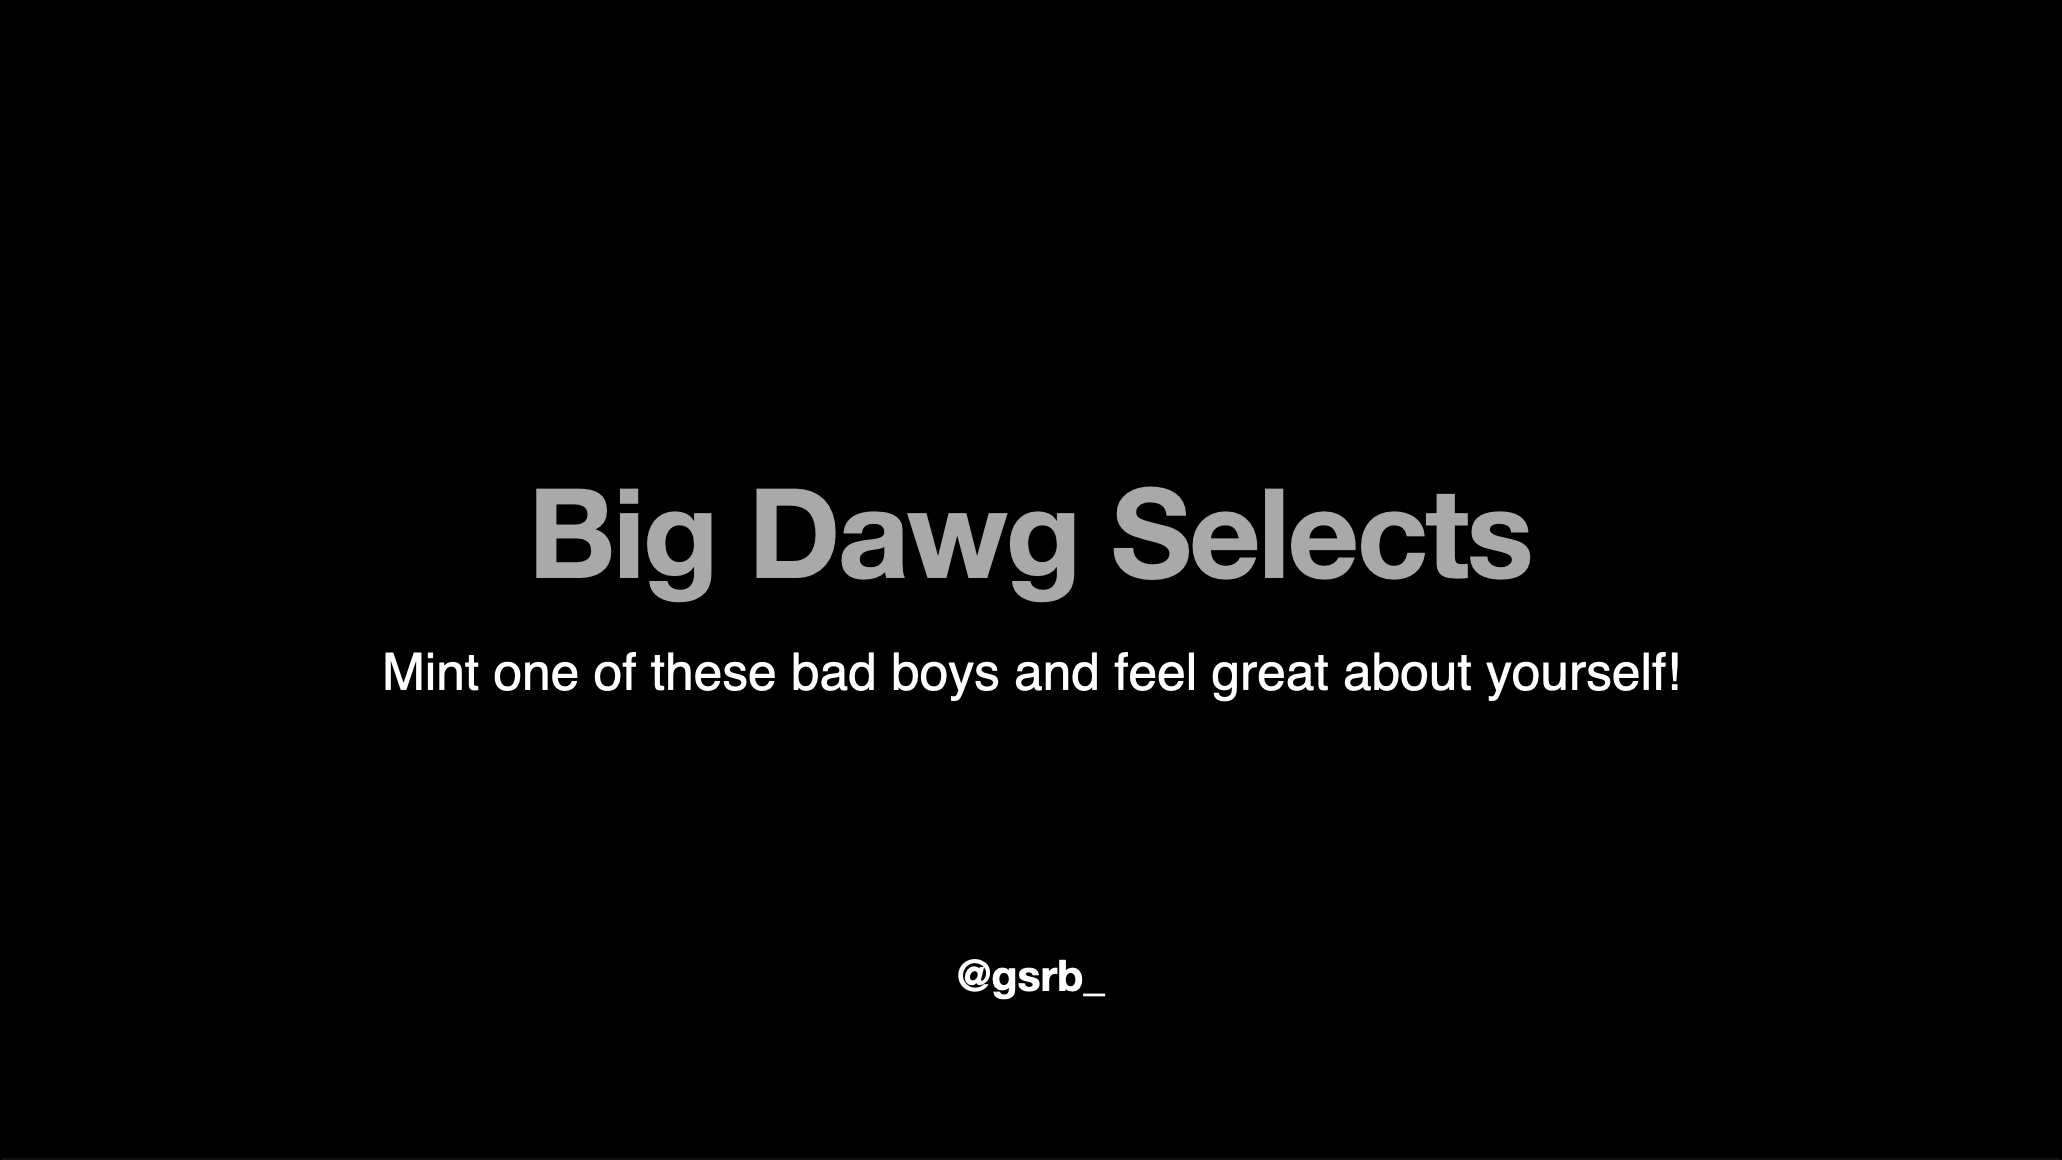 Big Dawg Selects
Mint one of these bad boys and feel great about yourself!
@gsrb_